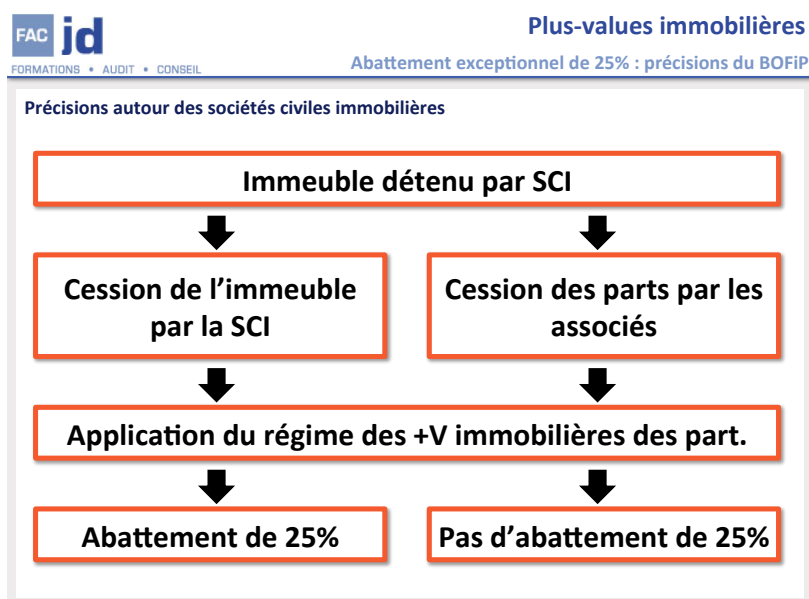 FAC jd
FORMATIONS • AUDIT • CONSEIL
Plus-values immobilières
Abattement exceptionnel de 25% : précisions du BOFiP
Précisions autour des sociétés civiles immobilières
Immeuble détenu par SCI
Cession de l’immeuble
par la SCI
Cession des parts par les
associés
Application du régime des +V immobilières des part.
Abattement de 25%
Pas d’abattement de 25%